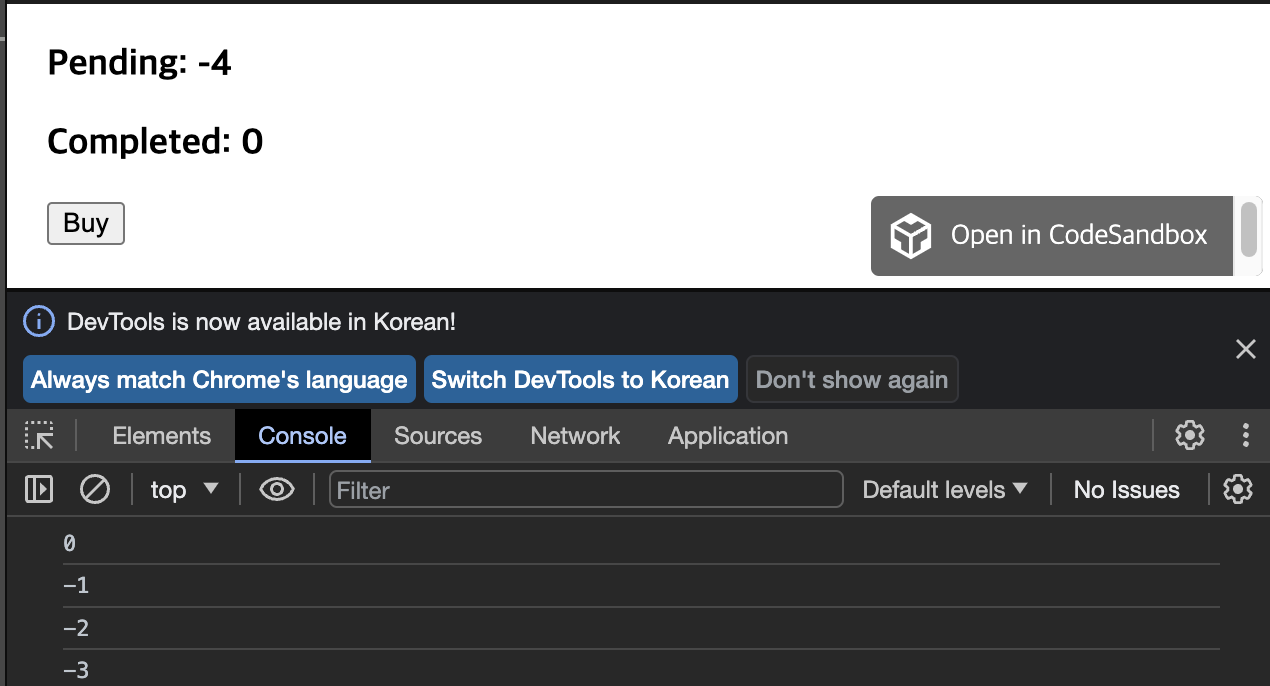 Pending: -4
Completed: 0
Buy
Open in CodeSandbox
DevTools is now available in Korean!
Always match Chrome's language Switch DevTools to Korean Don't show again
Elements Console Sources Network Application
top Filter Default levels No Issues
0
-1
-2
-3